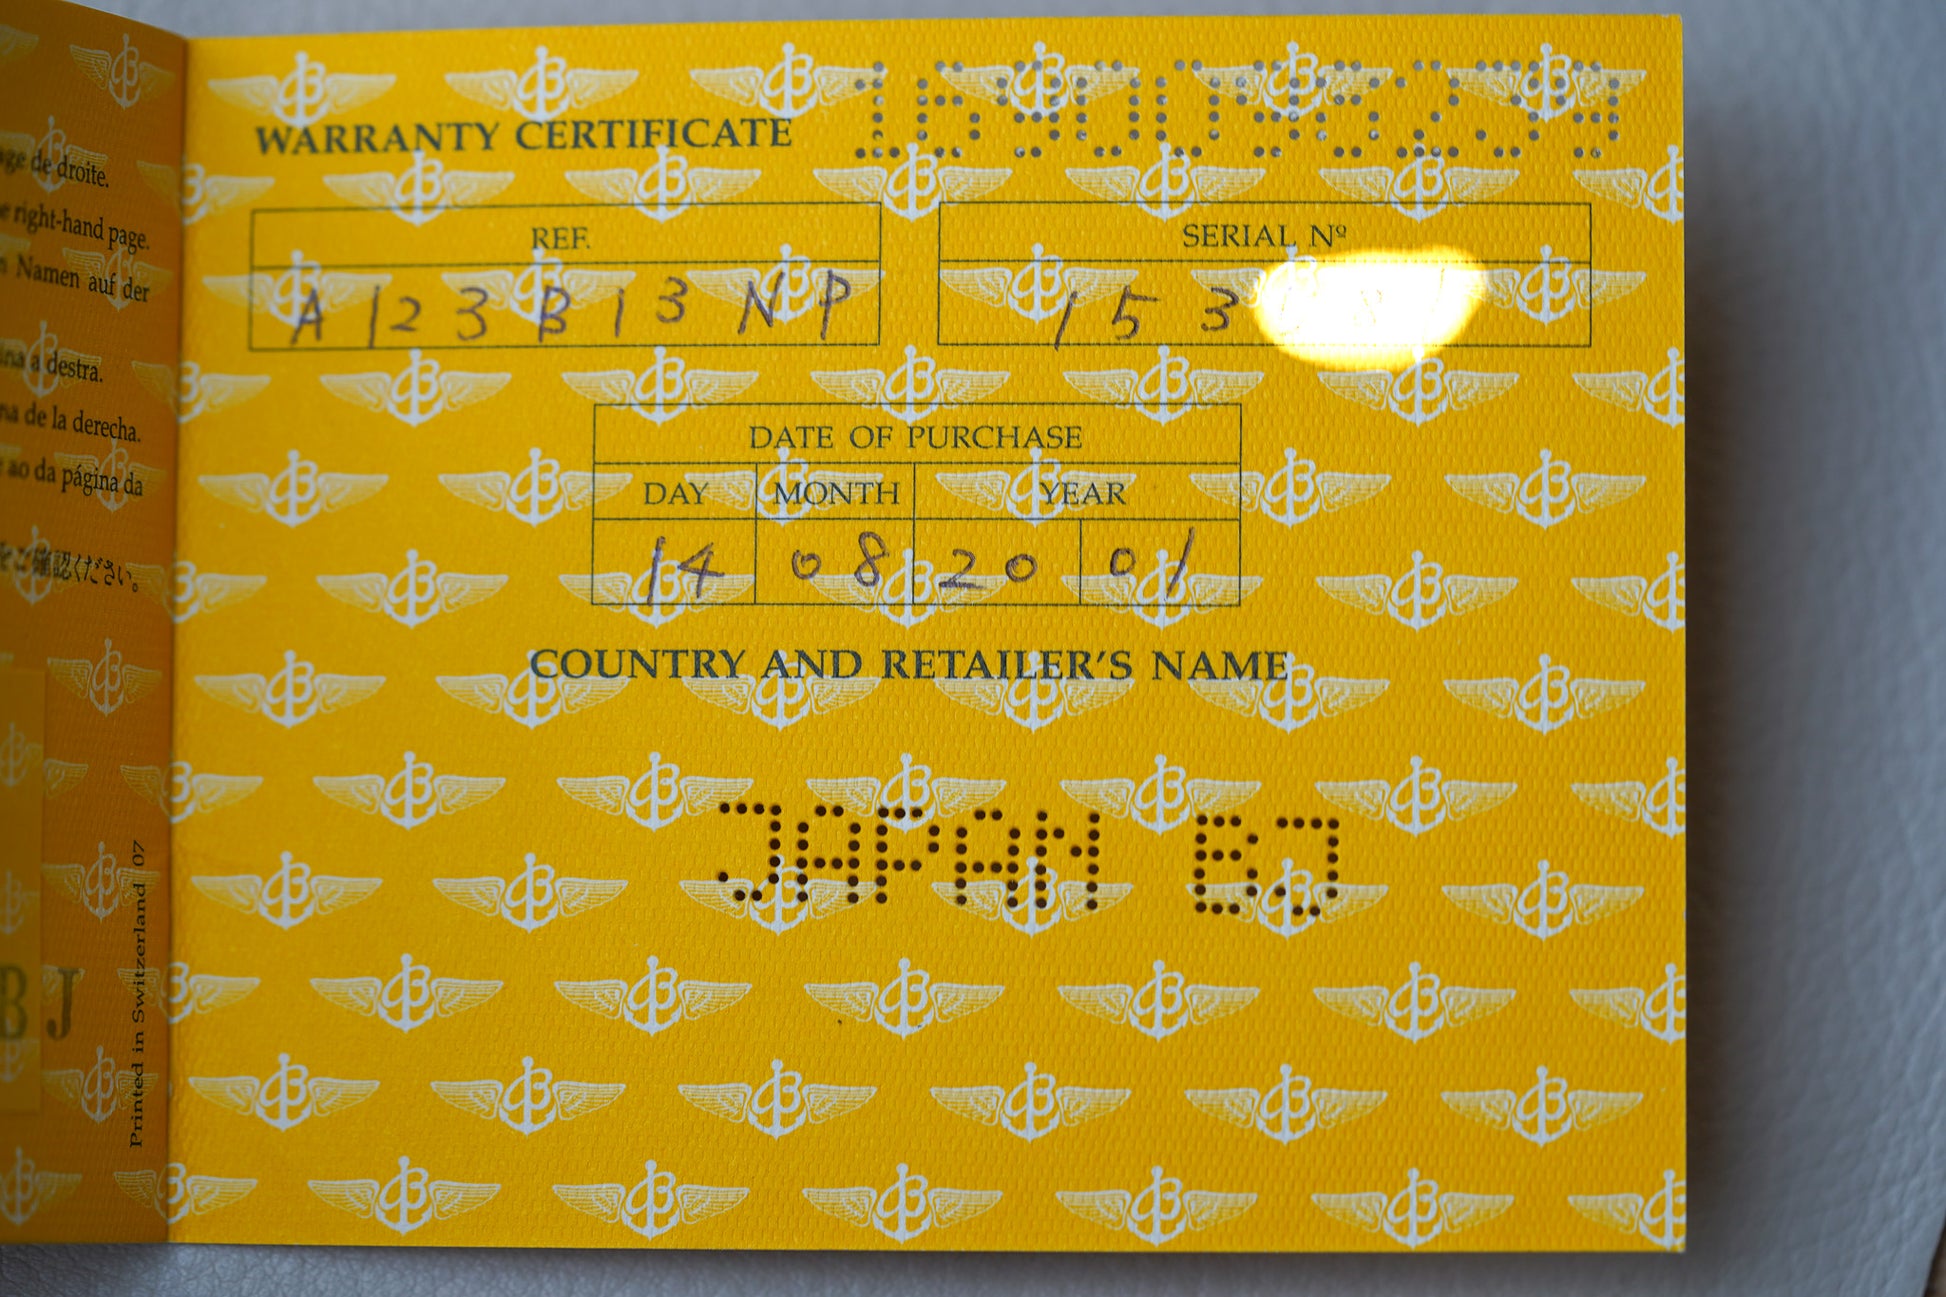 age de droite.
e right-hand page.
n Namen auf der
ina a destra.
na de la derecha.
ao da página da
をご確認ください。
BJ
Printed in Switzerland 07
WARRANTY CERTIFICATE
REF.
A123B13NP
SERIAL Nº
153
DATE OF PURCHASE
DAY MONTH YEAR
14 08 20 01
COUNTRY AND RETAILER'S NAME
JAPAN BJ